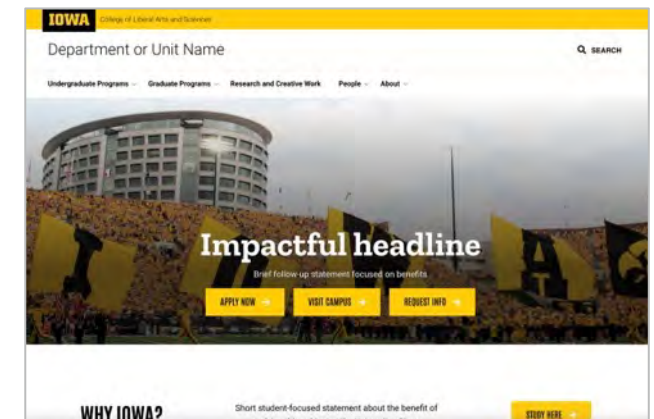 IOWA College of Liberal Arts and Sciences
Department or Unit Name
SEARCH
Undergraduate Programs Graduate Programs Research and Creative Work People About
I W A
Impactful headline
Brief follow-up statement focused on benefits
APPLY NOW → VISIT CAMPUS → REQUEST INFO →
Short student-focused statement about the benefit of
WHY IOWA? STUDY HERE →